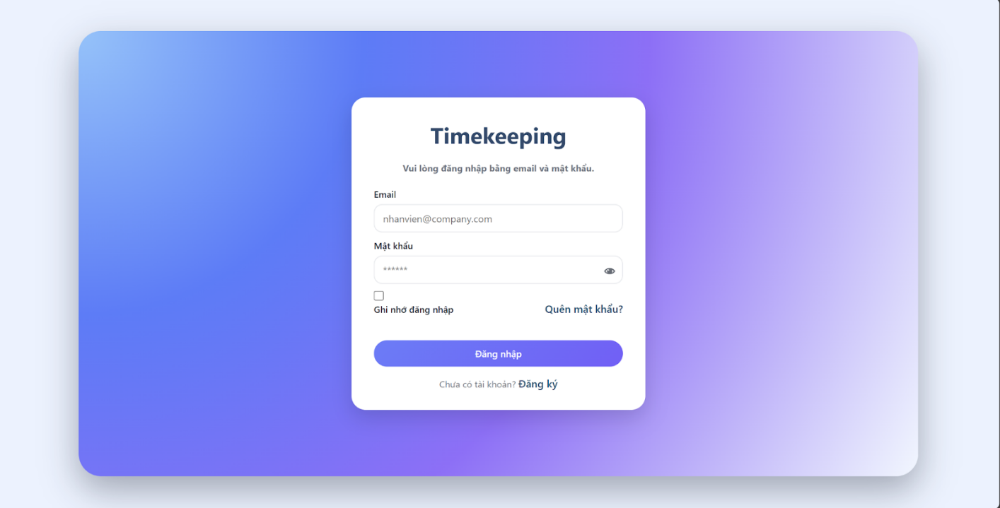 Timekeeping
Vui lòng đăng nhập bằng email và mật khẩu.
Email
nhanvien@company.com
Mật khẩu
******
Ghi nhớ đăng nhập
Quên mật khẩu?
Đăng nhập
Chưa có tài khoản? Đăng ký